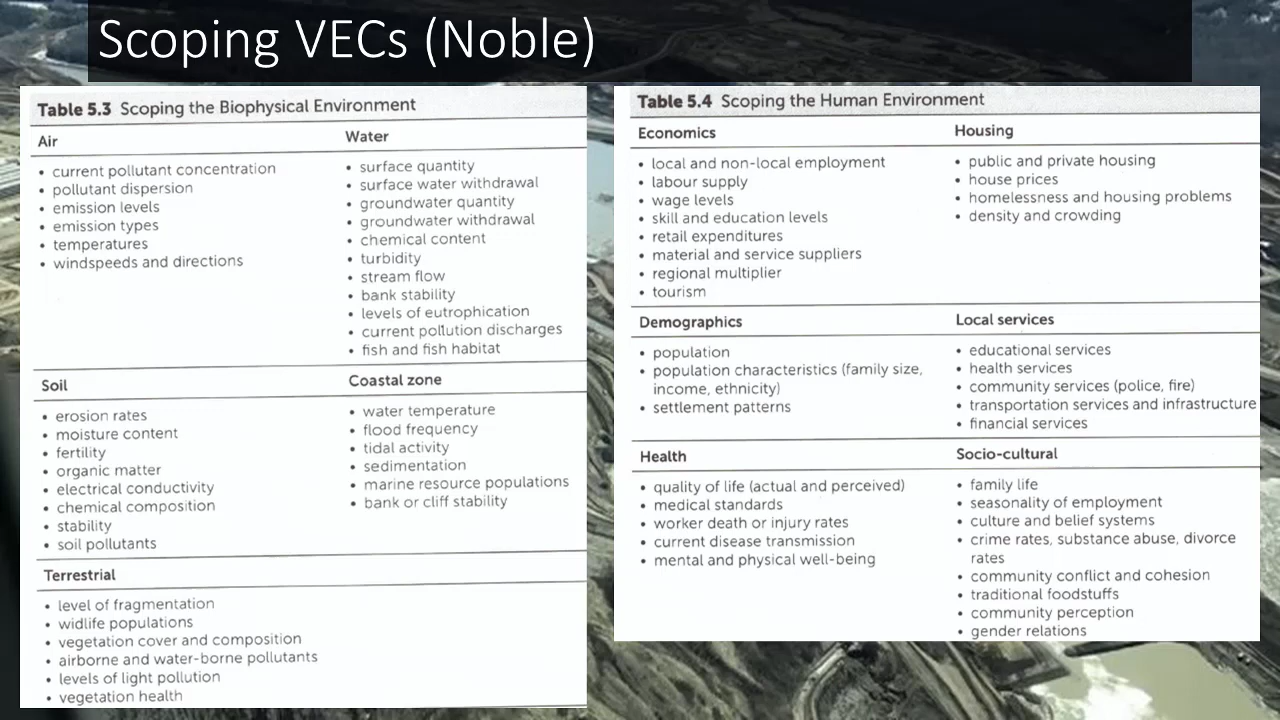 Scoping VECs (Noble)
Table 5.3 Scoping the Biophysical Environment
Air
• current pollutant concentration
• pollutant dispersion
• emission levels
• emission types
• temperatures
• windspeeds and directions
Water
• surface quantity
• surface water withdrawal
• groundwater quantity
• groundwater withdrawal
• chemical content
• turbidity
• stream flow
• bank stability
• levels of eutrophication
• current pollution discharges
• fish and fish habitat
Soil
• erosion rates
• moisture content
• fertility
• organic matter
• electrical conductivity
• chemical composition
• stability
• soil pollutants
Coastal zone
• water temperature
• flood frequency
• tidal activity
• sedimentation
• marine resource populations
• bank or cliff stability
Terrestrial
• level of fragmentation
• widlife populations
• vegetation cover and composition
• airborne and water-borne pollutants
• levels of light pollution
• vegetation health
Table 5.4 Scoping the Human Environment
Economics
• local and non-local employment
• labour supply
• wage levels
• skill and education levels
• retail expenditures
• material and service suppliers
• regional multiplier
• tourism
Housing
• public and private housing
• house prices
• homelessness and housing problems
• density and crowding
Demographics
• population
• population characteristics (family size,
income, ethnicity)
• settlement patterns
Local services
• educational services
• health services
• community services (police, fire)
• transportation services and infrastructure
• financial services
Health
• quality of life (actual and perceived)
• medical standards
• worker death or injury rates
• current disease transmission
• mental and physical well-being
Socio-cultural
• family life
• seasonality of employment
• culture and belief systems
• crime rates, substance abuse, divorce
rates
• community conflict and cohesion
• traditional foodstuffs
• community perception
• gender relations